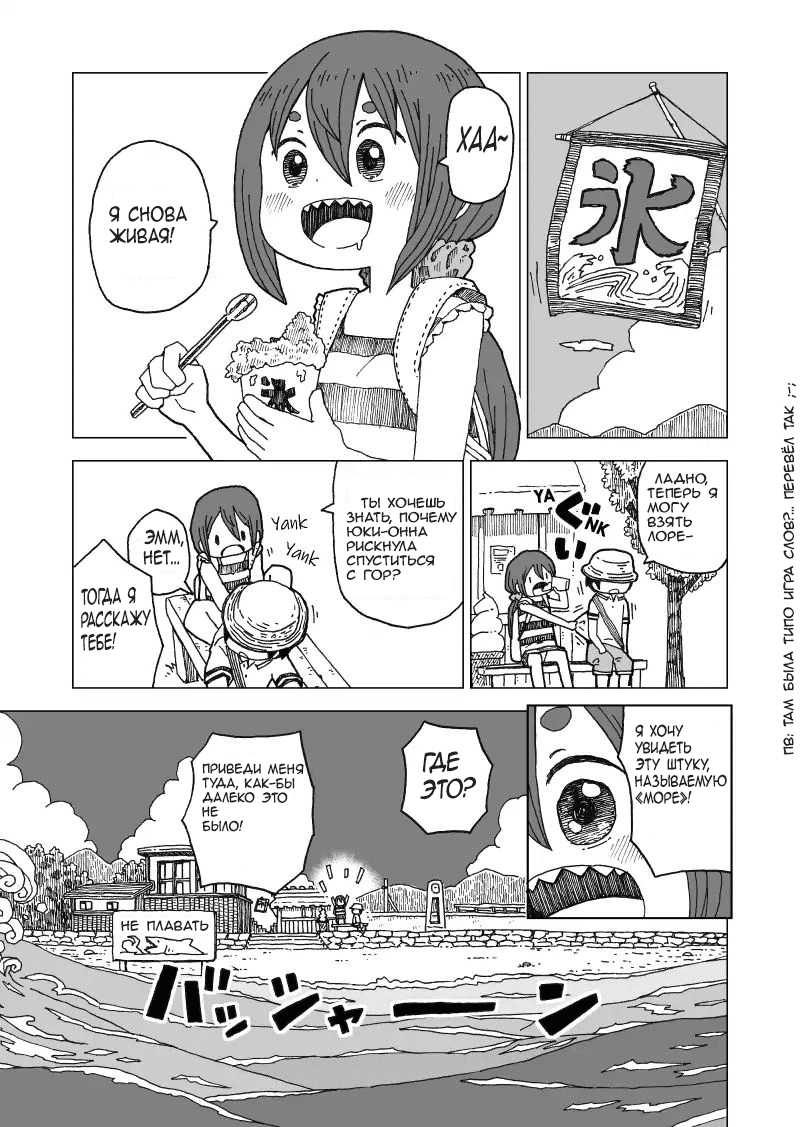 氷
ХАА~
Я СНОВА
ЖИВАЯ!
氷
ЛАДНО,
ТЕПЕРЬ Я
МОГУ
ВЗЯТЬ
ЛОРЕ-
YA
NK
ぐい
ТЫ ХОЧЕШЬ
ЗНАТЬ, ПОЧЕМУ
ЮКИ-ОННА
РИСКНУЛА
СПУСТИТЬСЯ
С ГОР?
Yank
Yank
ЭММ,
НЕТ...
ТОГДА Я
РАССКАЖУ
ТЕБЕ!
Я ХОЧУ
УВИДЕТЬ
ЭТУ ШТУКУ,
НАЗЫВАЕМУЮ
«МОРЕ»!
ГДЕ
ЭТО?
ПРИВЕДИ МЕНЯ
ТУДА, КАК-БЫ
ДАЛЕКО ЭТО
НЕ
БЫЛО!
НЕ ПЛАВАТЬ
バッシャーン
ПВ: ТАМ БЫЛА ТИПО ИГРА СЛОВ?... ПЕРЕВЁЛ ТАК ;-;